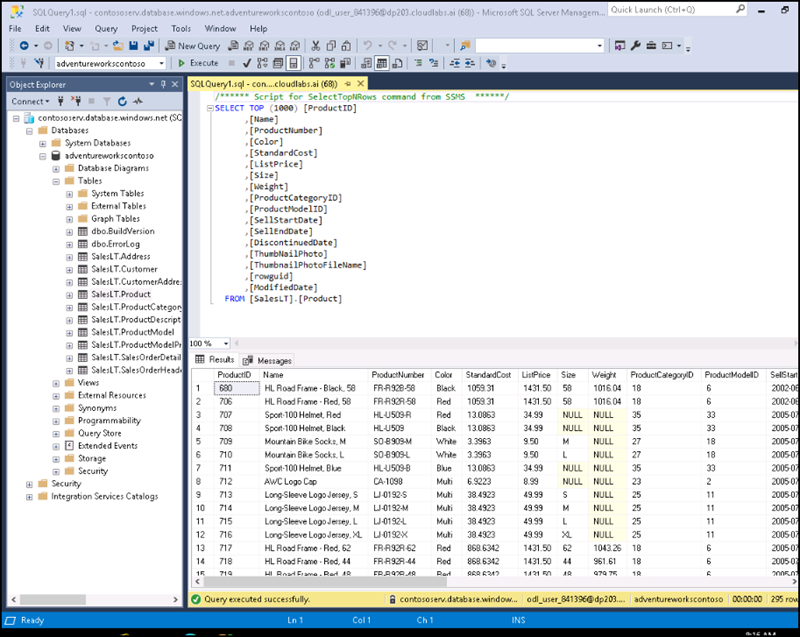 SQLQuery1.sql - contososerv.database.windows.net.adventureworkscontoso (odl_user_841396@dp203.cloudlabs.ai (68)) - Microsoft SQL Server Manage...
Quick Launch (Ctrl+Q)
File Edit View Query Project Tools Window Help
New Query
adventureworkscontoso Execute
Object Explorer
SQLQuery1.sql - con....cloudlabs.ai (68))
Connect
contososerv.database.windows.net (SC
Databases
System Databases
adventureworkscontoso
Database Diagrams
Tables
System Tables
External Tables
Graph Tables
dbo.BuildVersion
dbo.ErrorLog
SalesLT.Address
SalesLT.Customer
SalesLT.CustomerAddre
SalesLT.Product
SalesLT.ProductCategory
SalesLT.ProductDescript
SalesLT.ProductModel
SalesLT.ProductModelPr
SalesLT.SalesOrderDetail
SalesLT.SalesOrderHead
Views
External Resources
Synonyms
Programmability
Query Store
Extended Events
Storage
Security
Security
Integration Services Catalogs
/****** Script for SelectTopNRows command from SSMS ******/
SELECT TOP (1000) [ProductID]
,[Name]
,[ProductNumber]
,[Color]
,[StandardCost]
,[ListPrice]
,[Size]
,[Weight]
,[ProductCategoryID]
,[ProductModelID]
,[SellStartDate]
,[SellEndDate]
,[DiscontinuedDate]
,[ThumbNailPhoto]
,[ThumbnailPhotoFileName]
,[rowguid]
,[ModifiedDate]
FROM [SalesLT].[Product]
100 %
Results Messages
ProductID Name ProductNumber Color StandardCost ListPrice Size Weight ProductCategoryID ProductModelID SellStart
1 680 HL Road Frame - Black, 58 FR-R92B-58 Black 1059.31 1431.50 58 1016.04 18 6 2002-06
2 706 HL Road Frame - Red, 58 FR-R92R-58 Red 1059.31 1431.50 58 1016.04 18 6 2002-06
3 707 Sport-100 Helmet, Red HL-U509-R Red 13.0863 34.99 NULL NULL 35 33 2005-07
4 708 Sport-100 Helmet, Black HL-U509 Black 13.0863 34.99 NULL NULL 35 33 2005-07
5 709 Mountain Bike Socks, M SO-B909-M White 3.3963 9.50 M NULL 27 18 2005-07
6 710 Mountain Bike Socks, L SO-B909-L White 3.3963 9.50 L NULL 27 18 2005-07
7 711 Sport-100 Helmet, Blue HL-U509-B Blue 13.0863 34.99 NULL NULL 35 33 2005-07
8 712 AWC Logo Cap CA-1098 Multi 6.9223 8.99 NULL NULL 23 2 2005-07
9 713 Long-Sleeve Logo Jersey, S LJ-0192-S Multi 38.4923 49.99 S NULL 25 11 2005-07
10 714 Long-Sleeve Logo Jersey, M LJ-0192-M Multi 38.4923 49.99 M NULL 25 11 2005-07
11 715 Long-Sleeve Logo Jersey, L LJ-0192-L Multi 38.4923 49.99 L NULL 25 11 2005-07
12 716 Long-Sleeve Logo Jersey, XL LJ-0192-X Multi 38.4923 49.99 XL NULL 25 11 2005-07
13 717 HL Road Frame - Red, 62 FR-R92R-62 Red 868.6342 1431.50 62 1043.26 18 6 2005-07
14 718 HL Road Frame - Red, 44 FR-R92R-44 Red 868.6342 1431.50 44 961.61 18 6 2005-07
15 719 HL Road Frame - Red, 48 FR-R92R-48 Red 868.6342 1431.50 48 979.75 18 6 2005-07
Query executed successfully. contososerv.database.window... odl_user_841396@dp203.... adventureworkscontoso 00:00:00 295 row
Ready Ln 1 Col 1 Ch 1 INS